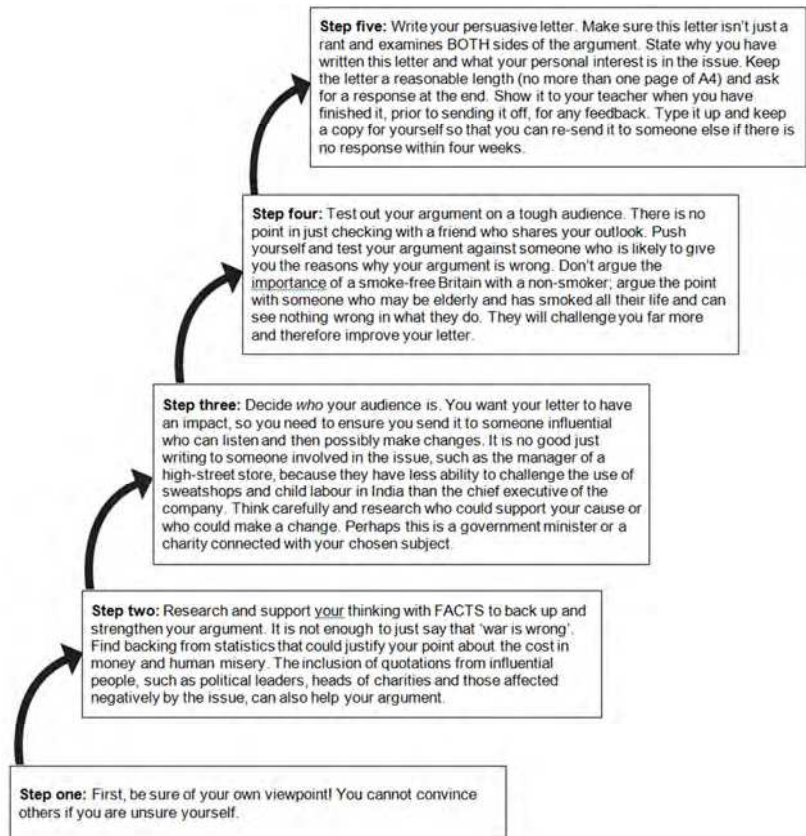 Step five: Write your persuasive letter. Make sure this letter isn't just a
rant and examines BOTH sides of the argument. State why you have
written this letter and what your personal interest is in the issue. Keep
the letter a reasonable length (no more than one page of A4) and ask
for a response at the end. Show it to your teacher when you have
finished it, prior to sending it off, for any feedback. Type it up and keep
a copy for yourself so that you can re-send it to someone else if there is
no response within four weeks.
Step four: Test out your argument on a tough audience. There is no
point in just checking with a friend who shares your outlook. Push
yourself and test your argument against someone who is likely to give
you the reasons why your argument is wrong. Don't argue the
importance of a smoke-free Britain with a non-smoker; argue the point
with someone who may be elderly and has smoked all their life and can
see nothing wrong in what they do. They will challenge you far more
and therefore improve your letter.
Step three: Decide who your audience is. You want your letter to have
an impact, so you need to ensure you send it to someone influential
who can listen and then possibly make changes. It is no good just
writing to someone involved in the issue, such as the manager of a
high-street store, because they have less ability to challenge the use of
sweatshops and child labour in India than the chief executive of the
company. Think carefully and research who could support your cause or
who could make a change. Perhaps this is a government minister or a
charity connected with your chosen subject.
Step two: Research and support your thinking with FACTS to back up and
strengthen your argument. It is not enough to just say that 'war is wrong'.
Find backing from statistics that could justify your point about the cost in
money and human misery. The inclusion of quotations from influential
people, such as political leaders, heads of charities and those affected
negatively by the issue, can also help your argument.
Step one: First, be sure of your own viewpoint! You cannot convince
others if you are unsure yourself.